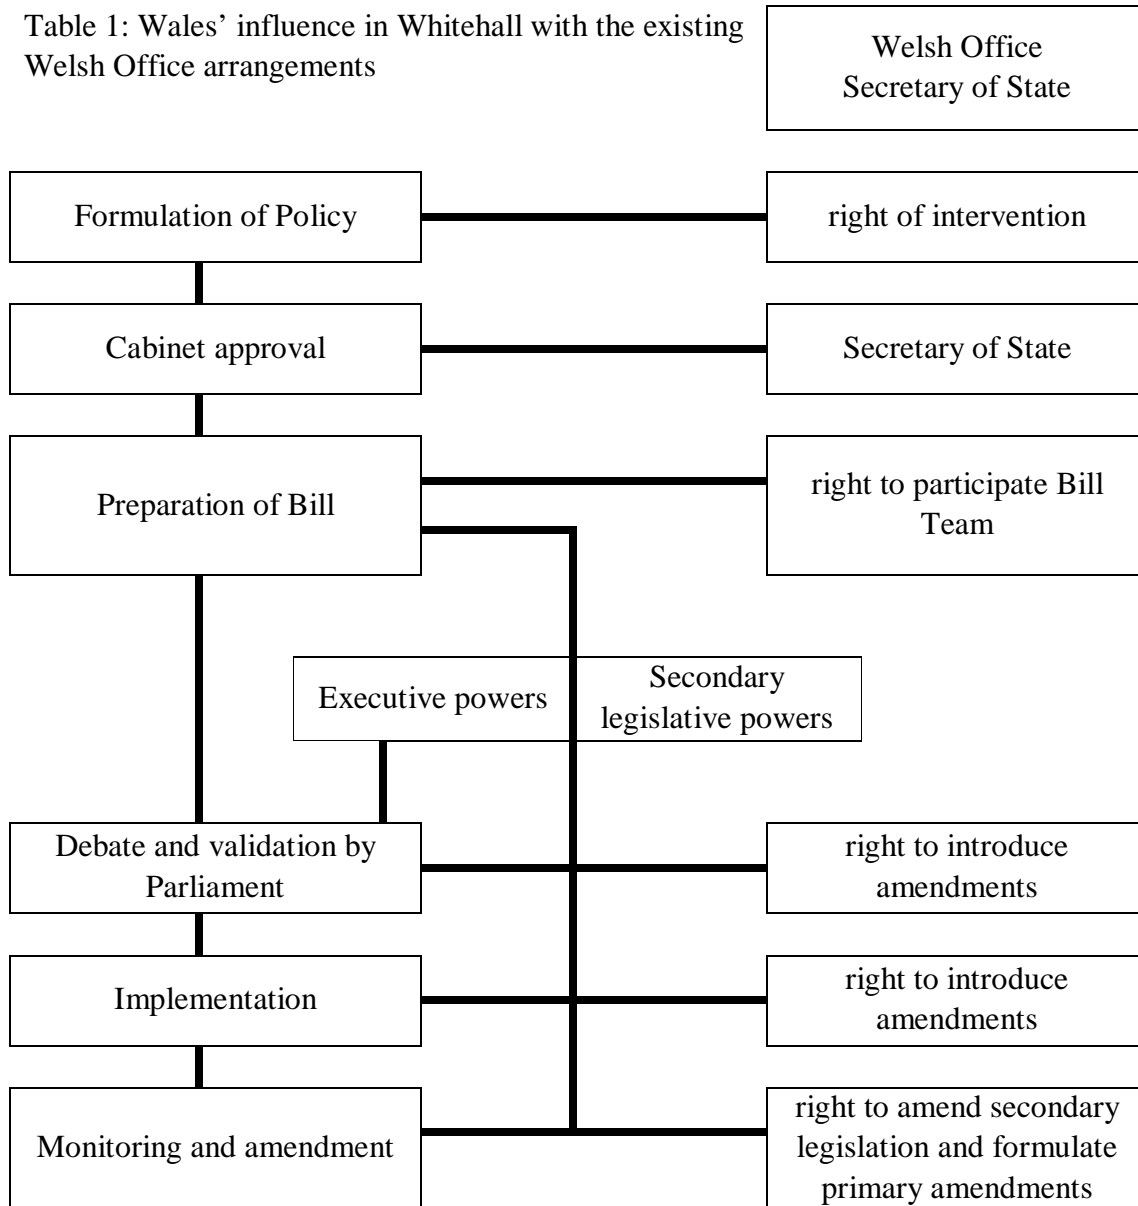 Table 1: Wales’ influence in Whitehall with the existing
Welsh Office arrangements
Welsh Office
Secretary of State
Formulation of Policy
right of intervention
Cabinet approval
Secretary of State
Preparation of Bill
right to participate Bill
Team
Executive powers
Secondary
legislative powers
Debate and validation by
Parliament
right to introduce
amendments
Implementation
right to introduce
amendments
Monitoring and amendment
right to amend secondary
legislation and formulate
primary amendments